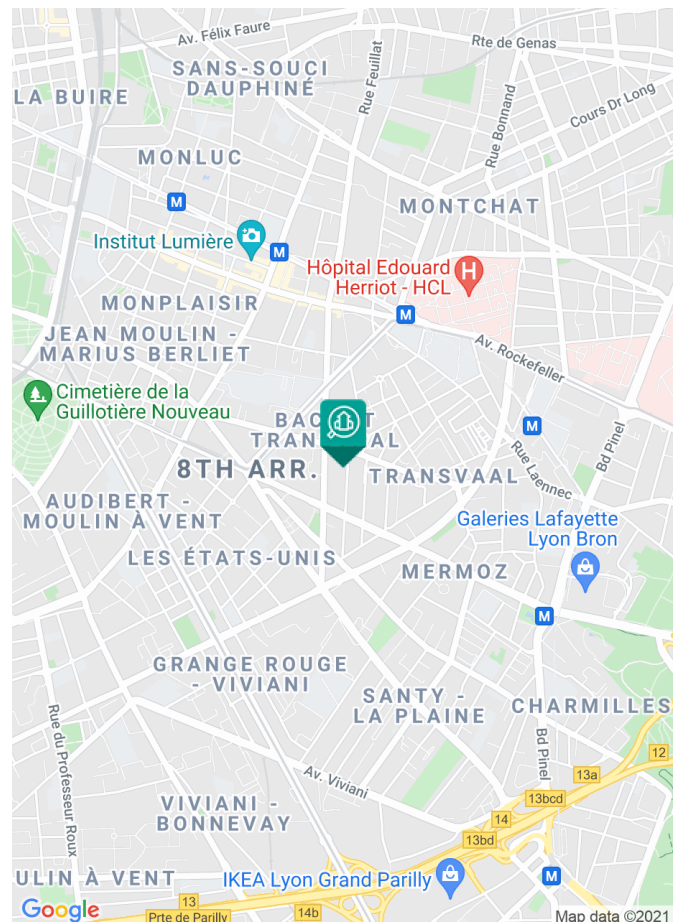 Av. Félix Faure
Rte de Genas
SANS-SOUCI
DAUPHINÉ
LA BUIRE
Rue Feuillat
Rue Bonnand
Cours Dr Long
MONLUC
M
MONTCHAT
Institut Lumière
M
Hôpital Edouard
Herriot - HCL
H
MONPLAISIR
M
JEAN MOULIN -
MARIUS BERLIET
Av. Rockefeller
Cimetière de la
Guillotière Nouveau
M
TRANSVAAL
8TH ARR.
Rue Laennec
Bd Pinel
AUDIBERT -
MOULIN À VENT
Galeries Lafayette
Lyon Bron
LES ÉTATS-UNIS
MERMOZ
M
GRANGE ROUGE
- VIVIANI
SANTY -
LA PLAINE
CHARMILLES
Rue du Professeur Roux
Bd Pinel
12
Av. Viviani
13a
13bcd
VIVIANI -
BONNEVAY
14
13bd
ULIN À VENT
IKEA Lyon Grand Parilly
M
13
14b
Google
Prte de Parilly
Map data ©2021